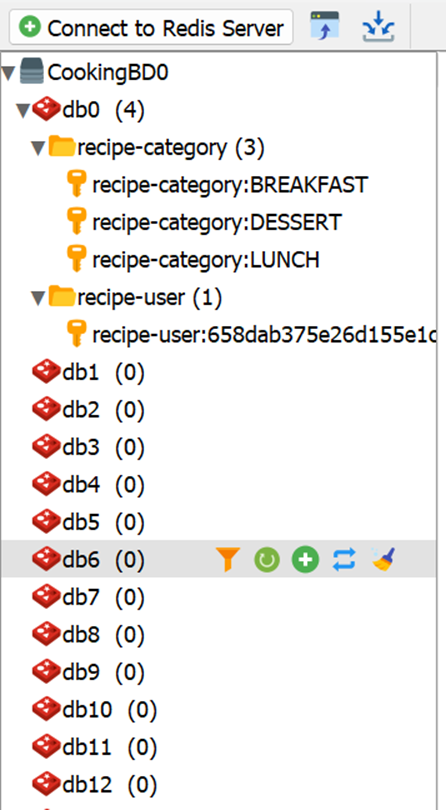 Connect to Redis Server
CookingBD0
db0 (4)
recipe-category (3)
recipe-category:BREAKFAST
recipe-category:DESSERT
recipe-category:LUNCH
recipe-user (1)
recipe-user:658dab375e26d155e1c
db1 (0)
db2 (0)
db3 (0)
db4 (0)
db5 (0)
db6 (0)
db7 (0)
db8 (0)
db9 (0)
db10 (0)
db11 (0)
db12 (0)